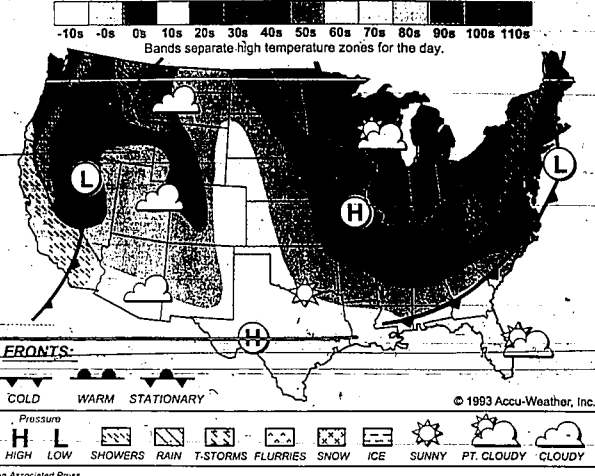 -10s -0s 0s 10s 20s 30s 40s 50s 60s 70s 80s 90s 100s 110s
Bands separate high temperature zones for the day.
L
L
H
H
FRONTS:
COLD WARM STATIONARY
© 1993 Accu-Weather, Inc.
Pressure
H L
HIGH LOW SHOWERS RAIN T-STORMS FLURRIES SNOW ICE SUNNY PT. CLOUDY CLOUDY
Associated Press